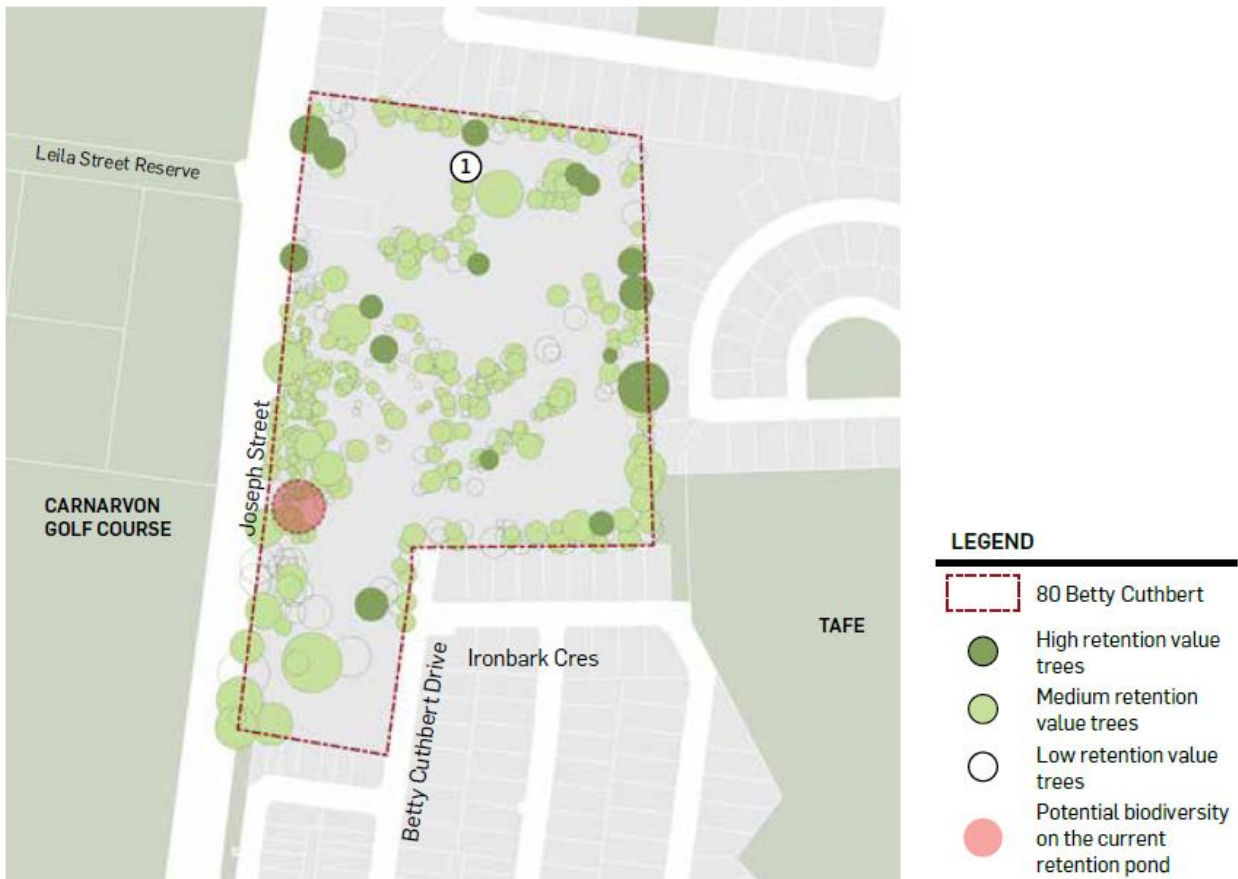 1
Leila Street Reserve
Joseph Street
CARNARVON
GOLF COURSE
TAFE
Ironbark Cres
Betty Cuthbert Drive
LEGEND
80 Betty Cuthbert
High retention value
trees
Medium retention
value trees
Low retention value
trees
Potential biodiversity
on the current
retention pond